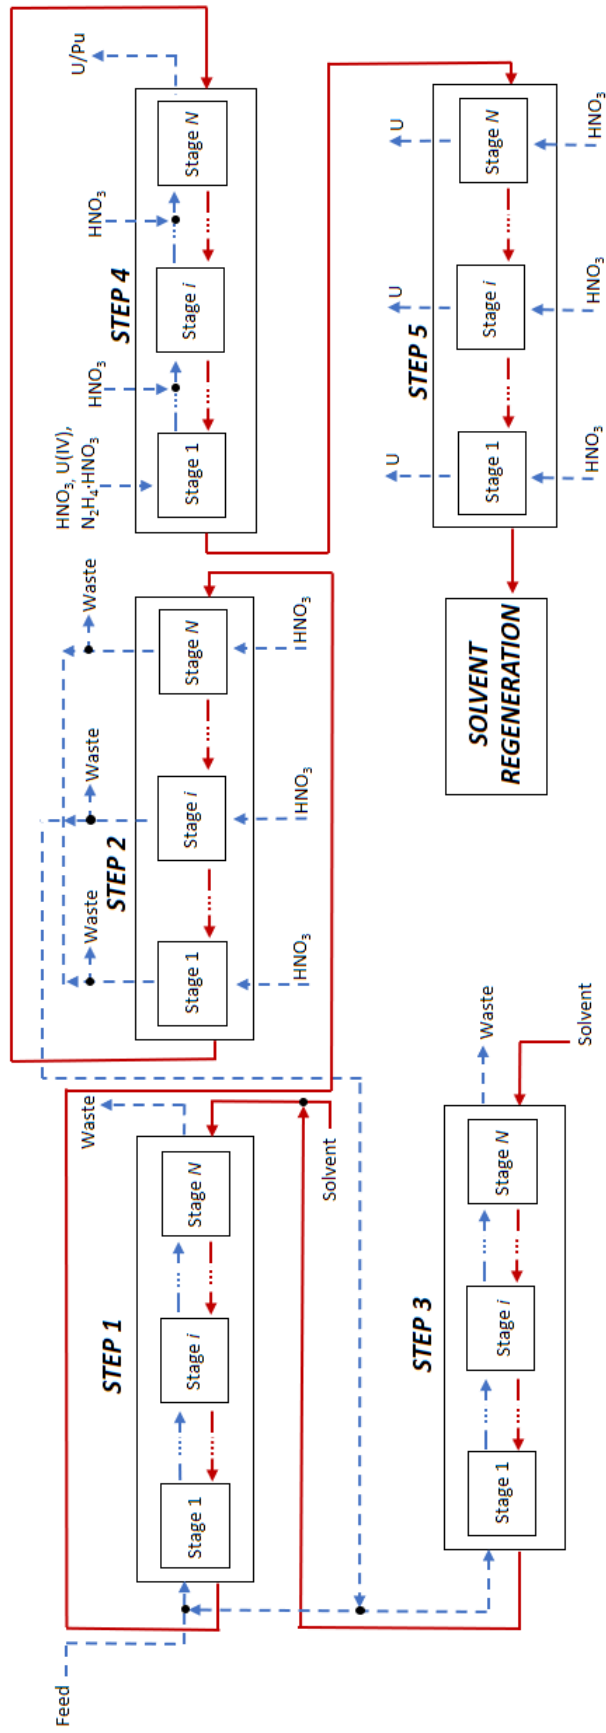 Feed
STEP 1
Stage 1
Stage i
Stage N
Waste
Solvent
STEP 2
Stage 1
Stage i
Stage N
Waste
Waste
Waste
HNO₃
HNO₃
HNO₃
STEP 4
HNO₃, U(IV),
N₂H₄·HNO₃
HNO₃
HNO₃
Stage 1
Stage i
Stage N
U/Pu
STEP 3
Stage 1
Stage i
Stage N
Waste
Solvent
SOLVENT
REGENERATION
STEP 5
U
U
U
Stage 1
Stage i
Stage N
HNO₃
HNO₃
HNO₃